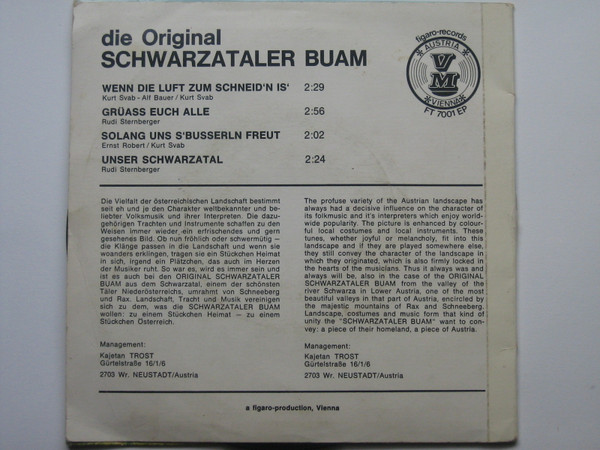 die Original
SCHWARZATALER BUAM
figaro-records
AUSTRIA
VM
VIENNA
FT 7001 EP
WENN DIE LUFT ZUM SCHNEID'N IS' 2:29
Kurt Svab - Alf Bauer / Kurt Svab
GRÜASS EUCH ALLE 2:56
Rudi Sternberger
SOLANG UNS S'BUSSERLN FREUT 2:02
Ernst Robert / Kurt Svab
UNSER SCHWARZATAL 2:24
Rudi Sternberger
Die Vielfalt der österreichischen Landschaft bestimmt
seit eh und je den Charakter weltbekannter und be-
liebter Volksmusik und ihrer Interpreten. Die dazu-
gehörigen Trachten und Instrumente schaffen zu den
Weisen immer wieder ein erfrischendes und gern
gesehenes Bild. Ob nun fröhlich oder schwermütig —
die Klänge passen in die Landschaft und wenn sie
woanders erklingen, tragen sie ein Stückchen Heimat
in sich, irgend ein Plätzchen, das auch im Herzen
der Musiker ruht. So war es, wird es immer sein und
ist es auch bei den ORIGINAL SCHWARZATALER
BUAM aus dem Schwarzatal, einem der schönsten
Täler Niederösterreichs, umrahmt von Schneeberg
und Rax. Landschaft, Tracht und Musik vereinigen
sich zu dem, was die SCHWARZATALER BUAM
wollen: zu einem Stückchen Heimat — zu einem
Stückchen Österreich.
Management:
Kajetan TROST
Gürtelstraße 16/1/6
2703 Wr. NEUSTADT/Austria
The profuse variety of the Austrian landscape has
always had a decisive influence on the character of
its folkmusic and it's interpreters which enjoy world-
wide popularity. The picture is enhanced by colour-
ful local costumes and local instruments. These
tunes, whether joyful or melancholy, fit into this
landscape and if they are played somewhere else,
they still convey the character of the landscape in
which they originated, which is also firmly locked in
the hearts of the musicians. Thus it always was and
always will be, also in the case of the ORIGINAL
SCHWARZATALER BUAM from the valley of the
river Schwarza in Lower Austria, one of the most
beautiful valleys in that part of Austria, encircled by
the majestic mountains of Rax and Schneeberg.
Landscape, costumes and music form that kind of
unity the "SCHWARZATALER BUAM" want to con-
vey: a piece of their homeland, a piece of Austria.
Management:
Kajetan TROST
Gürtelstraße 16/1/6
2703 Wr. NEUSTADT/Austria
a figaro-production, Vienna